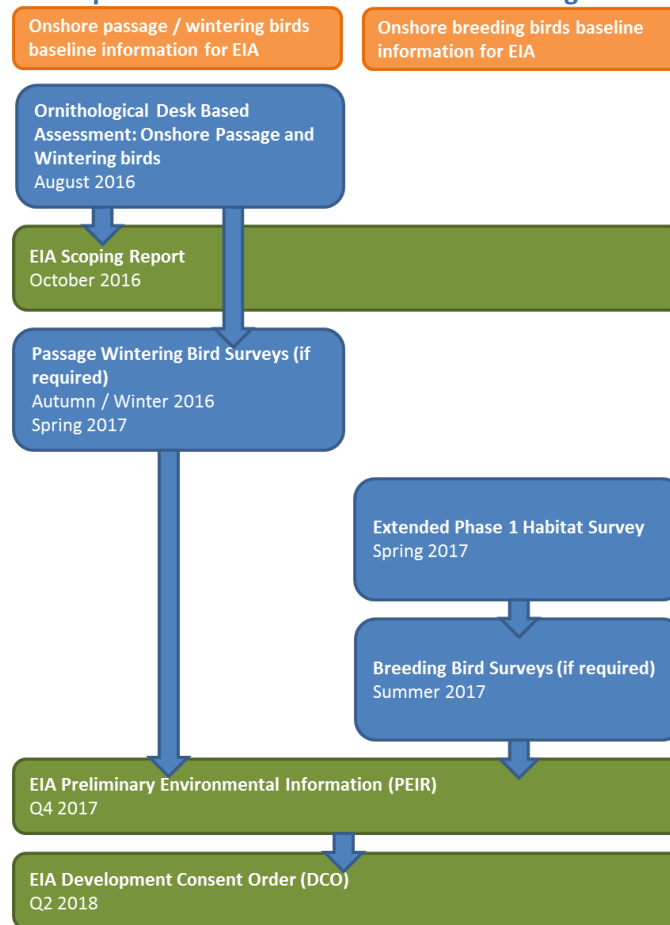 Onshore passage / wintering birds
baseline information for EIA
Onshore breeding birds baseline
information for EIA
Ornithological Desk Based
Assessment: Onshore Passage and
Wintering birds
August 2016
EIA Scoping Report
October 2016
Passage Wintering Bird Surveys (if
required)
Autumn / Winter 2016
Spring 2017
Extended Phase 1 Habitat Survey
Spring 2017
Breeding Bird Surveys (if required)
Summer 2017
EIA Preliminary Environmental Information (PEIR)
Q4 2017
EIA Development Consent Order (DCO)
Q2 2018